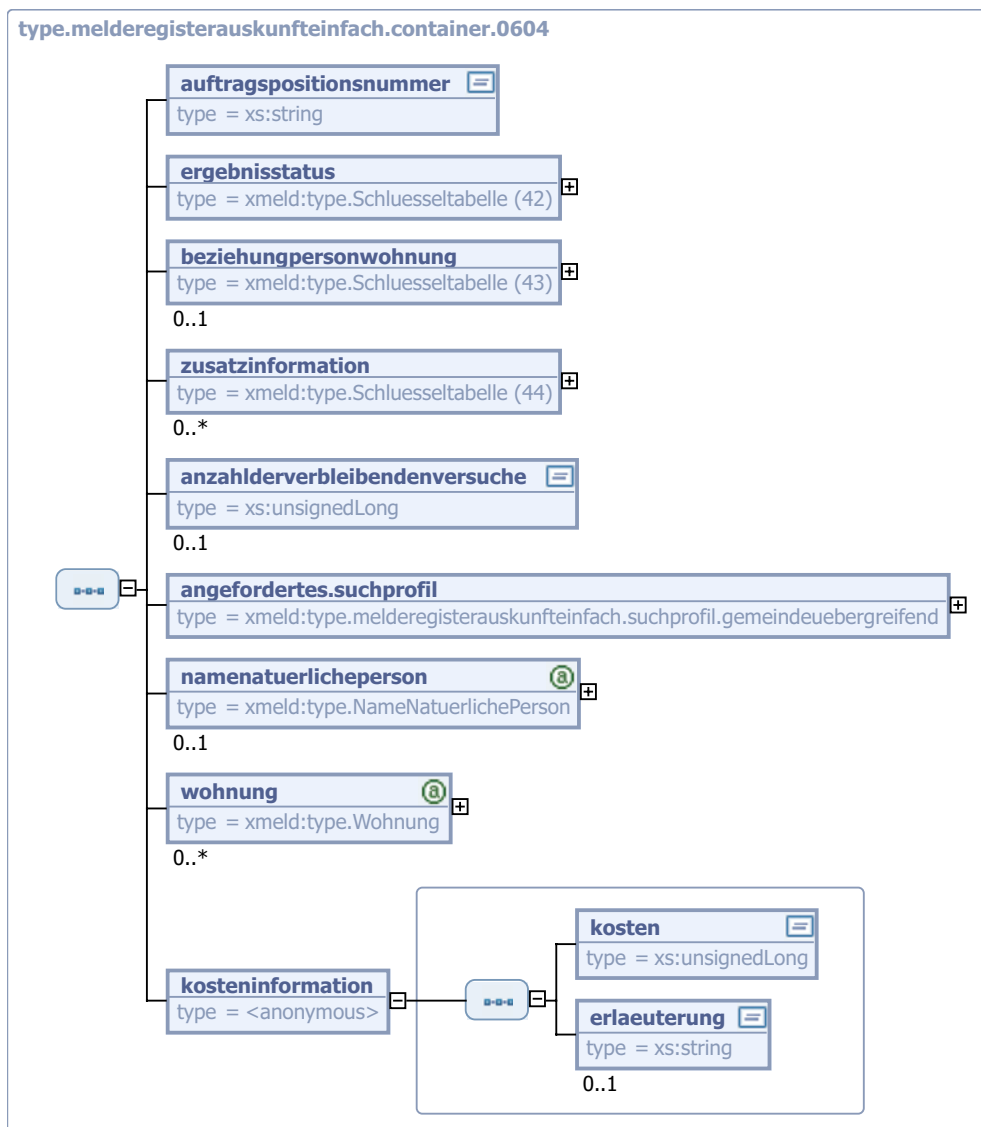 type.melderegisterauskunfteinfach.container.0604
auftragspositionsnummer
type = xs:string
ergebnisstatus
type = xmeld:type.Schluesseltabelle (42)
beziehungpersonwohnung
type = xmeld:type.Schluesseltabelle (43)
0..1
zusatzinformation
type = xmeld:type.Schluesseltabelle (44)
0..*
anzahlderverbleibendenversuche
type = xs:unsignedLong
0..1
angefordertes.suchprofil
type = xmeld:type.melderegisterauskunfteinfach.suchprofil.gemeindeuebergreifend
namenatuerlicheperson
type = xmeld:type.NameNatuerlichePerson
0..1
wohnung
type = xmeld:type.Wohnung
0..*
kosteninformation
type = <anonymous>
kosten
type = xs:unsignedLong
erlaeuterung
type = xs:string
0..1